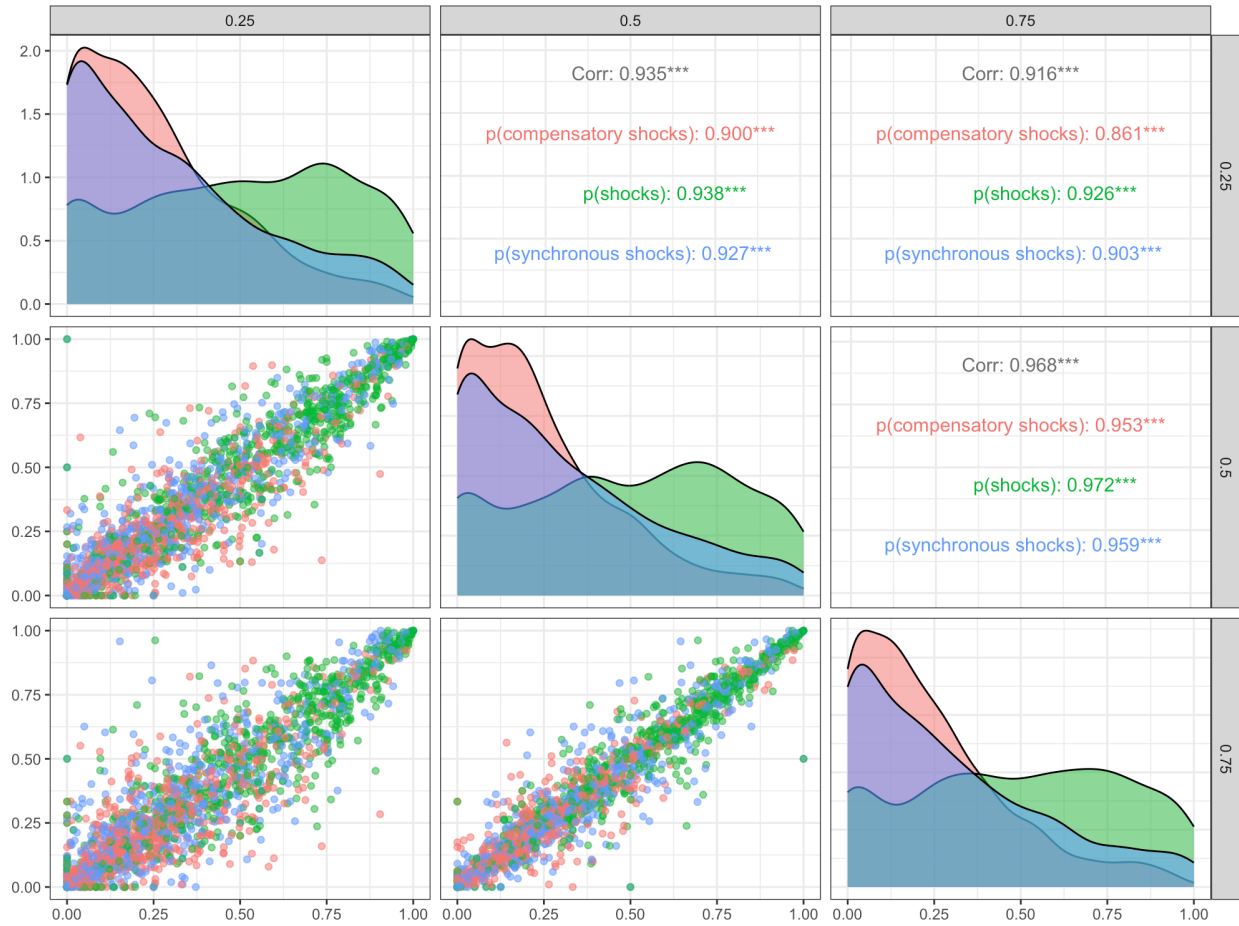 0.25 0.5 0.75
2.0
1.5
1.0
0.5
0.0
Corr: 0.935***
p(compensatory shocks): 0.900***
p(shocks): 0.938***
p(synchronous shocks): 0.927***
Corr: 0.916***
p(compensatory shocks): 0.861***
p(shocks): 0.926***
p(synchronous shocks): 0.903***
0.25
1.00
0.75
0.50
0.25
0.00
Corr: 0.968***
p(compensatory shocks): 0.953***
p(shocks): 0.972***
p(synchronous shocks): 0.959***
0.5
1.00
0.75
0.50
0.25
0.00
0.75
0.00 0.25 0.50 0.75 1.00
0.00 0.25 0.50 0.75 1.00
0.00 0.25 0.50 0.75 1.00